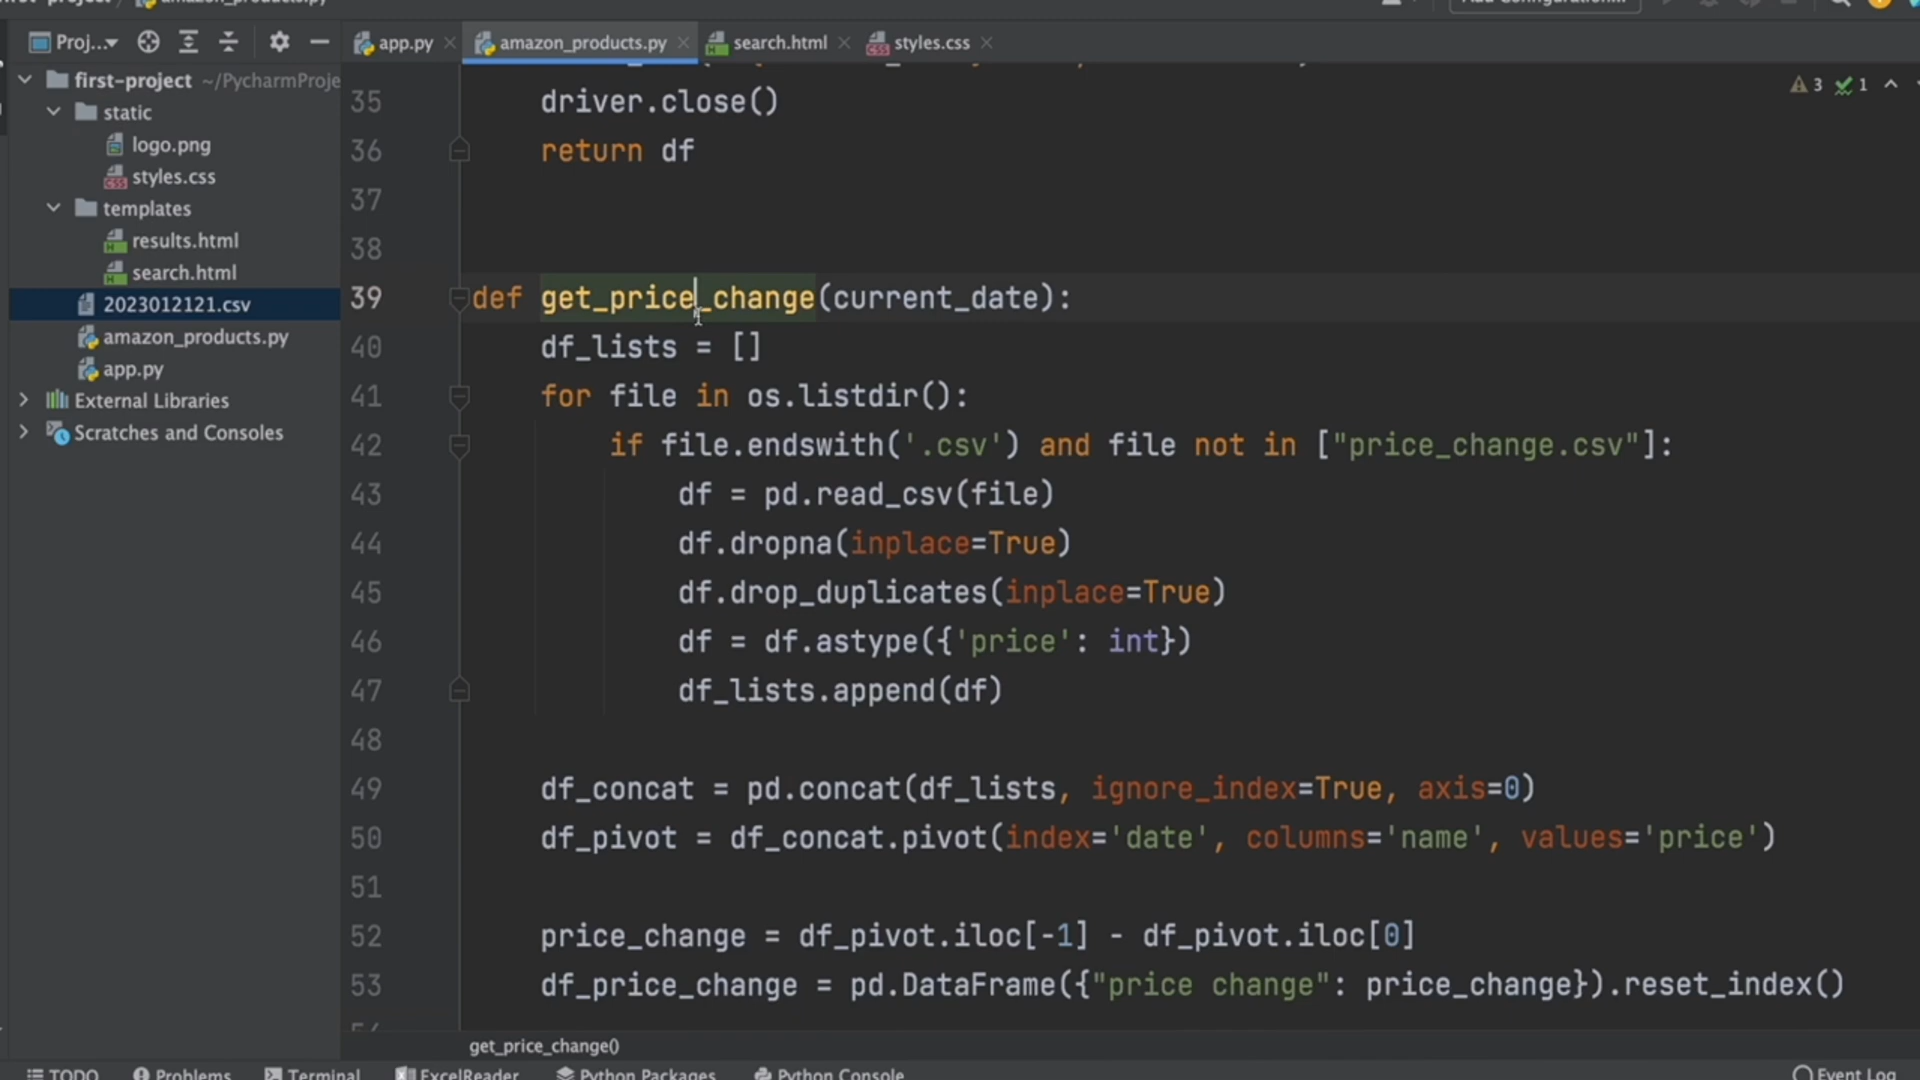 Proj...
app.py
amazon_products.py
search.html
styles.css
first-project ~/PycharmProje
static
logo.png
styles.css
templates
results.html
search.html
2023012121.csv
amazon_products.py
app.py
External Libraries
Scratches and Consoles
3 1
35 driver.close()
36 return df
37
38
39 def get_price_change(current_date):
40 df_lists = []
41 for file in os.listdir():
42 if file.endswith('.csv') and file not in ["price_change.csv"]:
43 df = pd.read_csv(file)
44 df.dropna(inplace=True)
45 df.drop_duplicates(inplace=True)
46 df = df.astype({'price': int})
47 df_lists.append(df)
48
49 df_concat = pd.concat(df_lists, ignore_index=True, axis=0)
50 df_pivot = df_concat.pivot(index='date', columns='name', values='price')
51
52 price_change = df_pivot.iloc[-1] - df_pivot.iloc[0]
53 df_price_change = pd.DataFrame({"price change": price_change}).reset_index()
get_price_change()
TODO Problems Terminal ExcelReader Python Packages Python Console Event Log